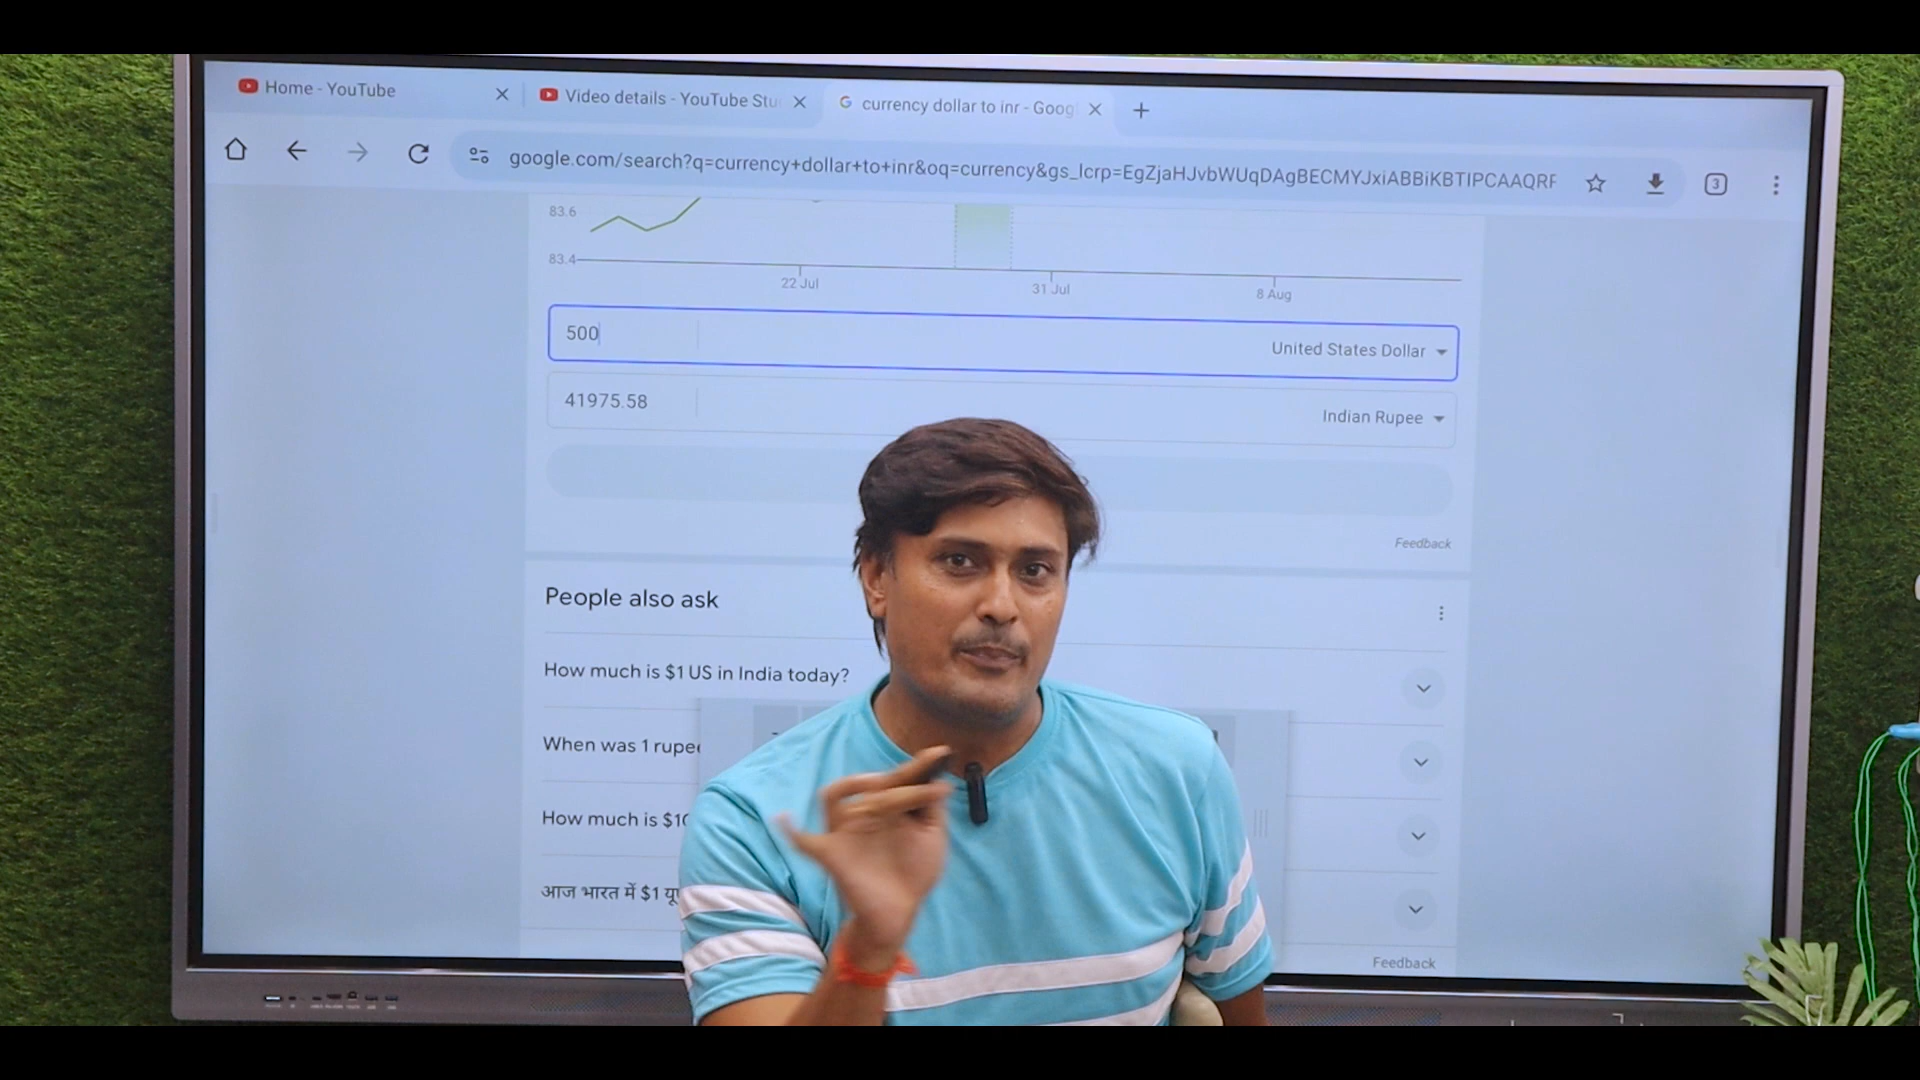 Home - YouTube
Video details - YouTube Stu
currency dollar to inr - Goog
google.com/search?q=currency+dollar+to+inr&oq=currency&gs_lcrp=EgZjaHJvbWUqDAgBECMYJxiABBiKBTIPCAAQRF
3
83.6
83.4
22 Jul
31 Jul
8 Aug
500
United States Dollar
41975.58
Indian Rupee
Feedback
People also ask
How much is $1 US in India today?
When was 1 rupee
How much is $10
आज भारत में $1 यू
Feedback